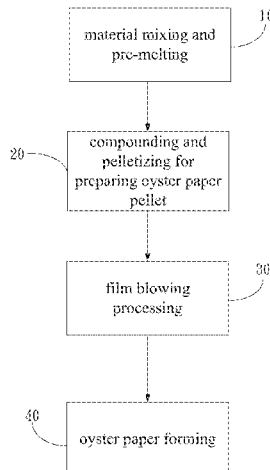 10
material mixing and
pre-melting
20
compounding and
pelletizing for
preparing oyster paper
pellet
30
film blowing
processing
40
oyster paper forming